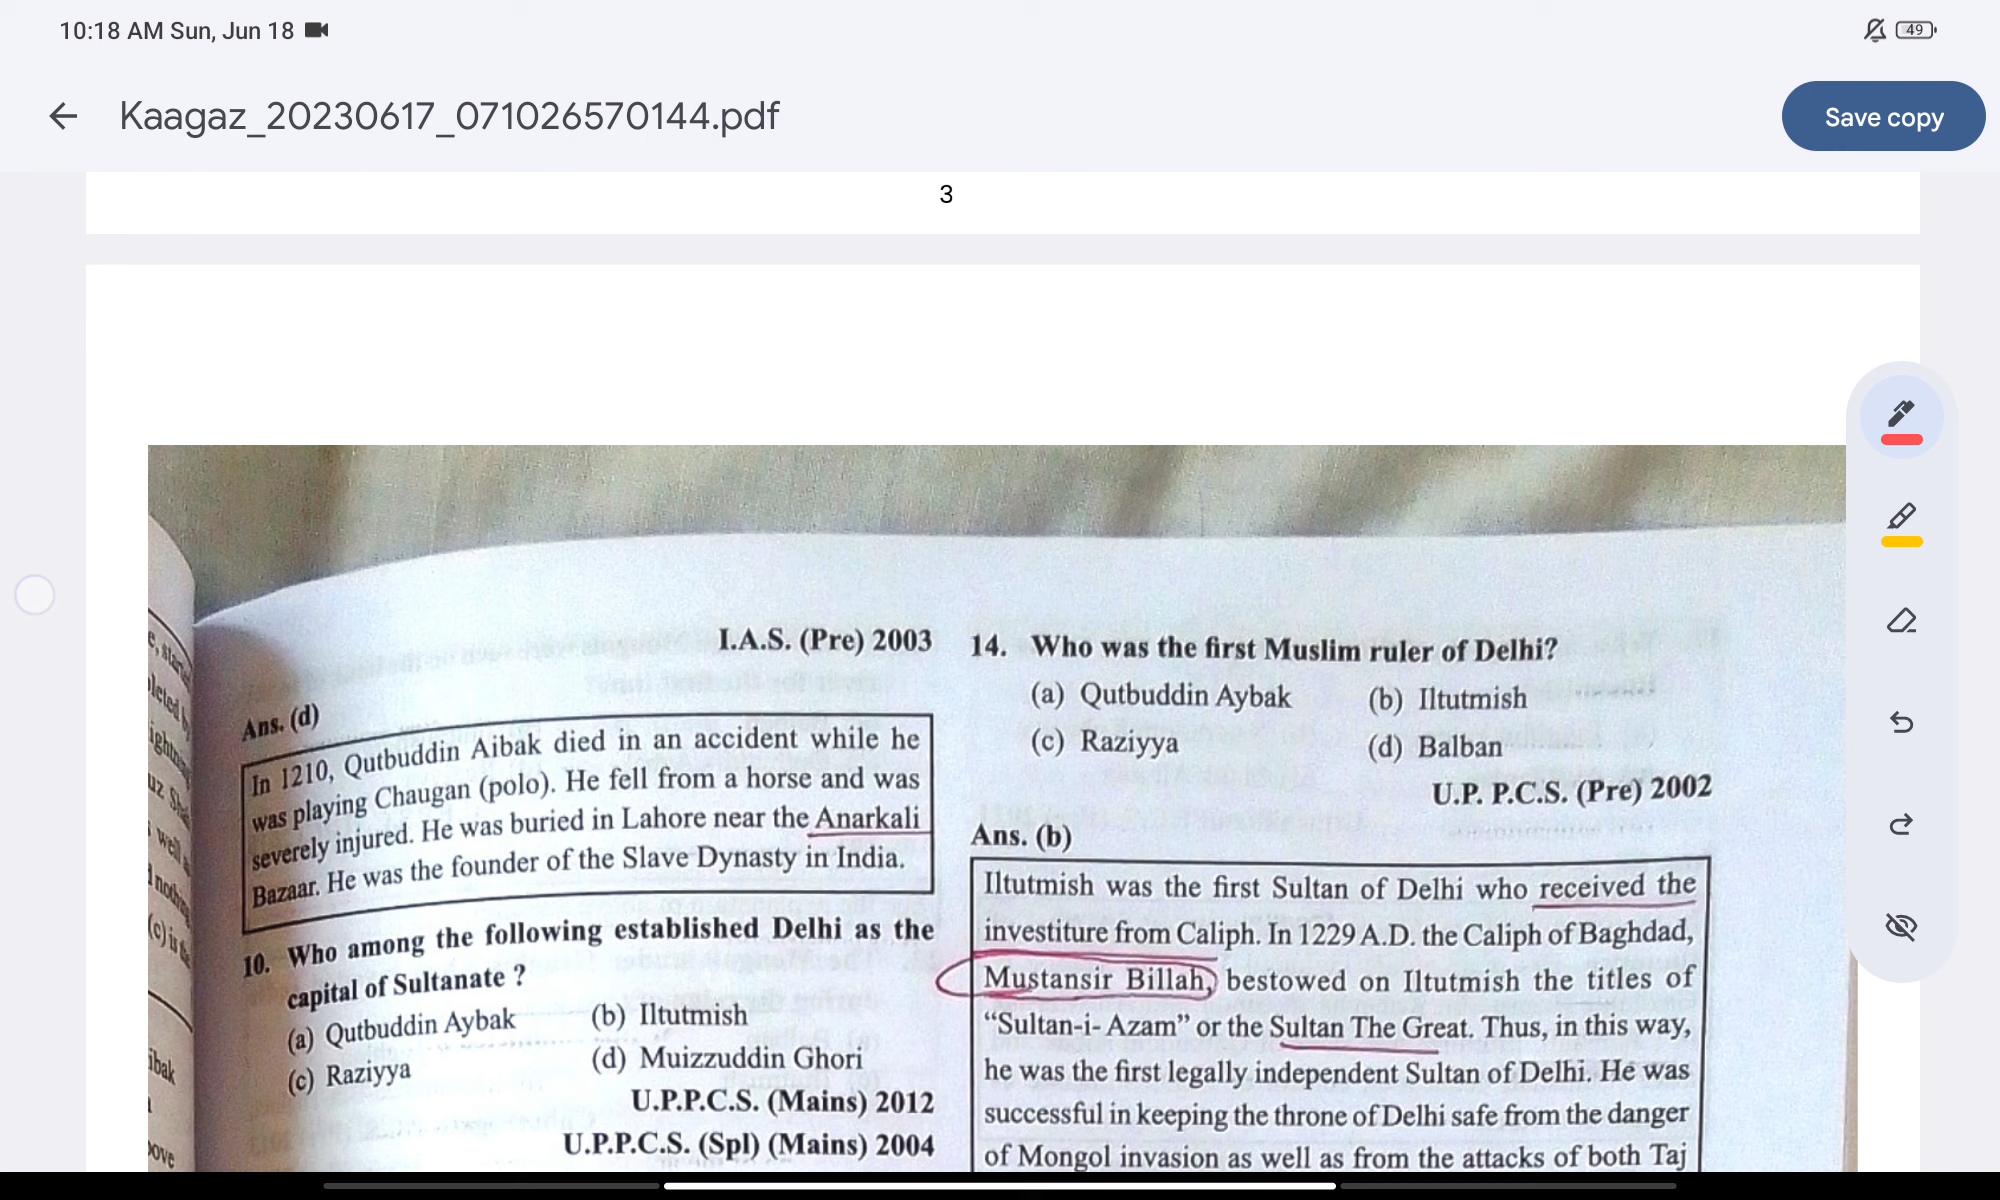 10:18 AM Sun, Jun 18
49
Kaagaz_20230617_071026570144.pdf
Save copy
3
I.A.S. (Pre) 2003
Ans. (d)
In 1210, Qutbuddin Aibak died in an accident while he
was playing Chaugan (polo). He fell from a horse and was
severely injured. He was buried in Lahore near the Anarkali
Bazaar. He was the founder of the Slave Dynasty in India.
10. Who among the following established Delhi as the
capital of Sultanate ?
(a) Qutbuddin Aybak (b) Iltutmish
(c) Raziyya (d) Muizzuddin Ghori
U.P.P.C.S. (Mains) 2012
U.P.P.C.S. (Spl) (Mains) 2004
14. Who was the first Muslim ruler of Delhi?
(a) Qutbuddin Aybak (b) Iltutmish
(c) Raziyya (d) Balban
U.P. P.C.S. (Pre) 2002
Ans. (b)
Iltutmish was the first Sultan of Delhi who received the
investiture from Caliph. In 1229 A.D. the Caliph of Baghdad,
Mustansir Billah, bestowed on Iltutmish the titles of
“Sultan-i- Azam” or the Sultan The Great. Thus, in this way,
he was the first legally independent Sultan of Delhi. He was
successful in keeping the throne of Delhi safe from the danger
of Mongol invasion as well as from the attacks of both Taj